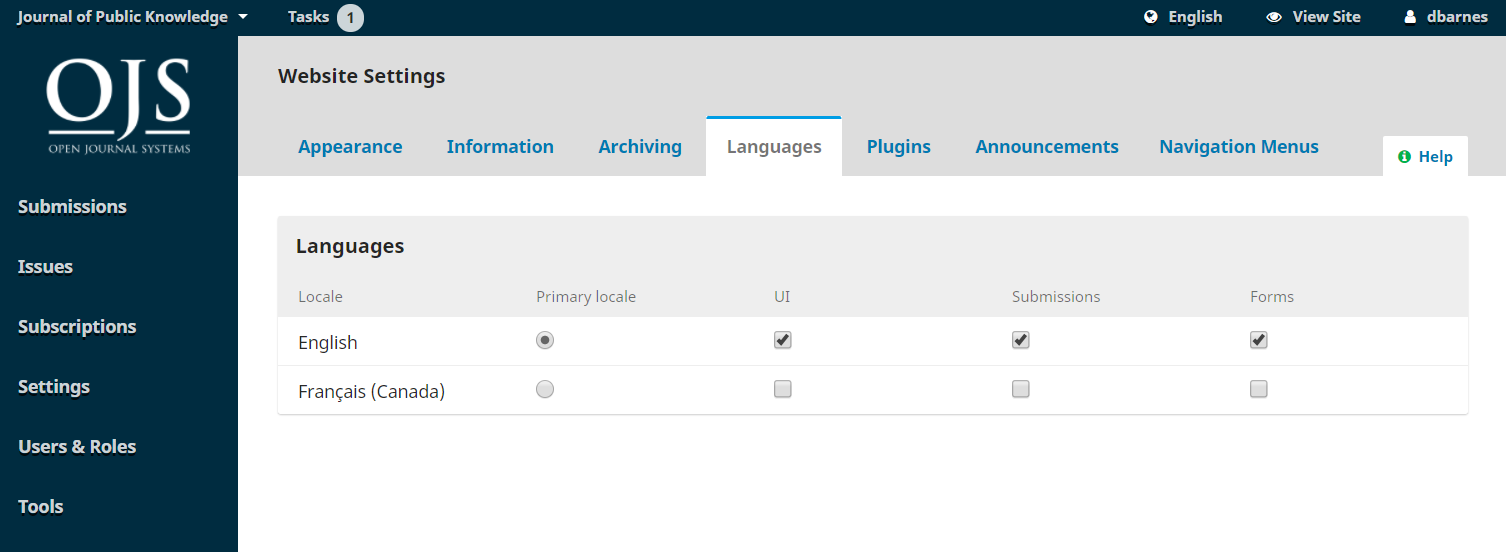 Journal of Public Knowledge Tasks 1 English View Site dbarnes
OJS
OPEN JOURNAL SYSTEMS
Submissions
Issues
Subscriptions
Settings
Users & Roles
Tools
Website Settings
Appearance Information Archiving Languages Plugins Announcements Navigation Menus Help
Languages
Locale Primary locale UI Submissions Forms
English
Français (Canada)